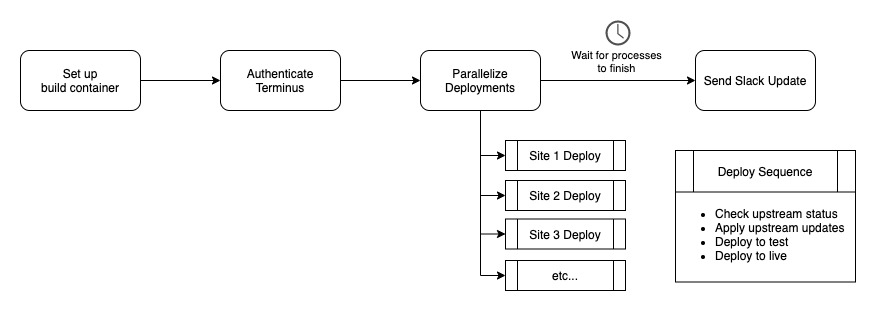 Set up
build container
Authenticate
Terminus
Parallelize
Deployments
Wait for processes
to finish
Send Slack Update
Site 1 Deploy
Site 2 Deploy
Site 3 Deploy
etc...
Deploy Sequence
• Check upstream status
• Apply upstream updates
• Deploy to test
• Deploy to live